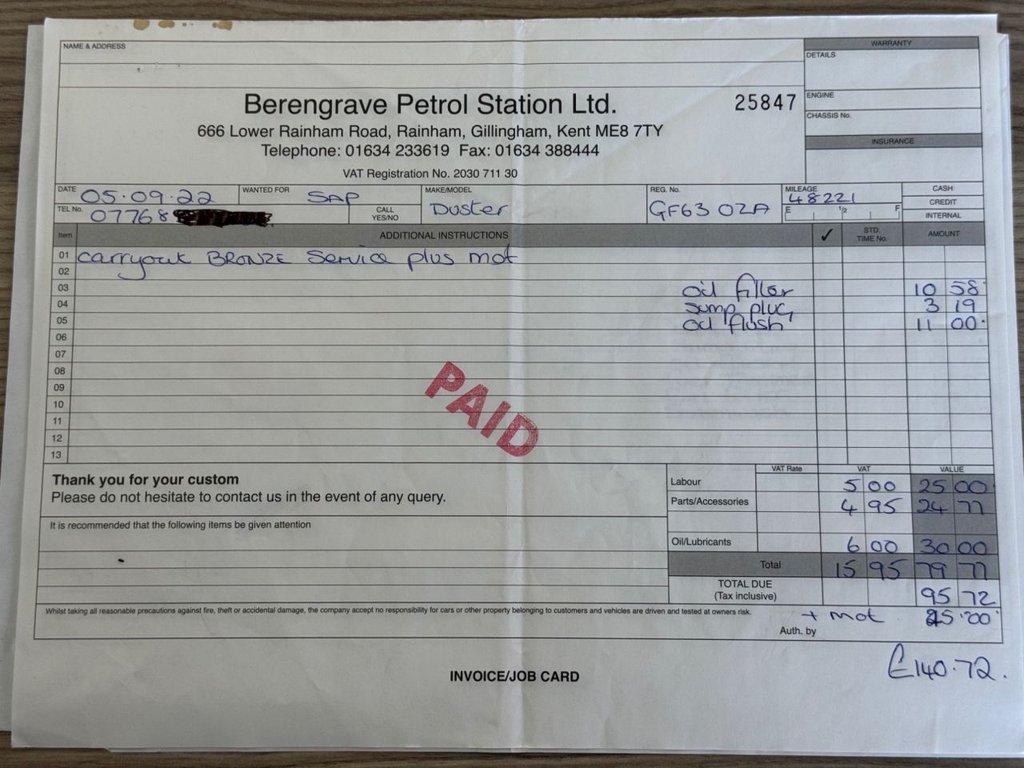 NAME & ADDRESS
WARRANTY
DETAILS
Berengrave Petrol Station Ltd.
25847
ENGINE
666 Lower Rainham Road, Rainham, Gillingham, Kent ME8 7TY
CHASSIS No.
Telephone: 01634 233619 Fax: 01634 388444
INSURANCE
VAT Registration No. 2030 711 30
DATE 05.09.22 WANTED FOR SAP MAKE/MODEL Duster REG. No. GF63 OZA MILEAGE 48221 CASH
CREDIT
TEL No. 07768 CALL YES/NO E 1/2 F INTERNAL
Item ADDITIONAL INSTRUCTIONS ✓ STD. TIME No. AMOUNT
01 carryout BRONZE Service plus mot
02
03 oil filter 10 58
04 sump plug 3 19
05 oil flush 11 00
06
07
08
09
10
11
12
13
PAID
Thank you for your custom
Please do not hesitate to contact us in the event of any query.
It is recommended that the following items be given attention
VAT Rate VAT VALUE
Labour 5 00 25 00
Parts/Accessories 4 95 24 77
Oil/Lubricants 6 00 30 00
Total 15 95 79 77
TOTAL DUE
(Tax inclusive) 95 72
Whilst taking all reasonable precautions against fire, theft or accidental damage, the company accept no responsibility for cars or other property belonging to customers and vehicles are driven and tested at owners risk.
+ mot 45.00
Auth. by
£140.72.
INVOICE/JOB CARD